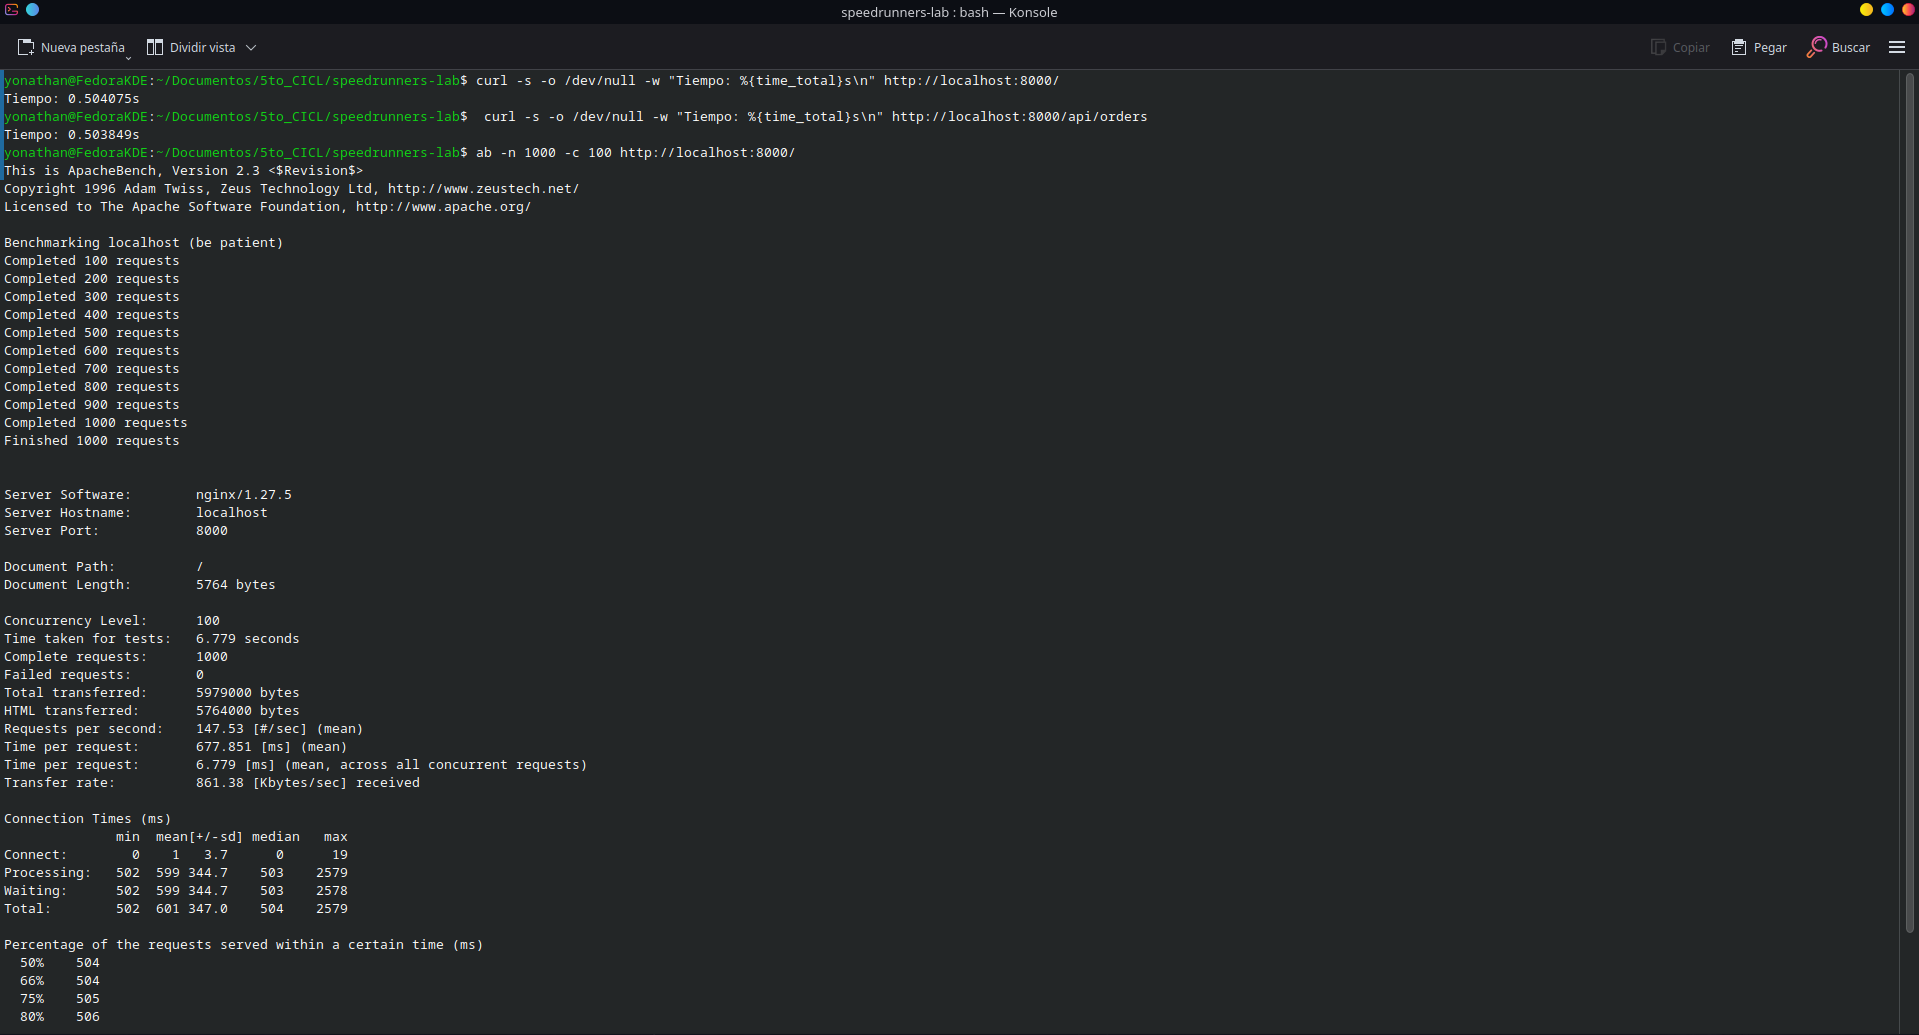 speedrunners-lab : bash — Konsole
Nueva pestaña Dividir vista Copiar Pegar Buscar
yonathan@FedoraKDE:~/Documentos/5to_CICL/speedrunners-lab$ curl -s -o /dev/null -w "Tiempo: %{time_total}s\n" http://localhost:8000/
Tiempo: 0.504075s
yonathan@FedoraKDE:~/Documentos/5to_CICL/speedrunners-lab$  curl -s -o /dev/null -w "Tiempo: %{time_total}s\n" http://localhost:8000/api/orders
Tiempo: 0.503849s
yonathan@FedoraKDE:~/Documentos/5to_CICL/speedrunners-lab$ ab -n 1000 -c 100 http://localhost:8000/
This is ApacheBench, Version 2.3 <$Revision$>
Copyright 1996 Adam Twiss, Zeus Technology Ltd, http://www.zeustech.net/
Licensed to The Apache Software Foundation, http://www.apache.org/
Benchmarking localhost (be patient)
Completed 100 requests
Completed 200 requests
Completed 300 requests
Completed 400 requests
Completed 500 requests
Completed 600 requests
Completed 700 requests
Completed 800 requests
Completed 900 requests
Completed 1000 requests
Finished 1000 requests
Server Software:        nginx/1.27.5
Server Hostname:        localhost
Server Port:            8000
Document Path:          /
Document Length:        5764 bytes
Concurrency Level:      100
Time taken for tests:   6.779 seconds
Complete requests:      1000
Failed requests:        0
Total transferred:      5979000 bytes
HTML transferred:       5764000 bytes
Requests per second:    147.53 [#/sec] (mean)
Time per request:       677.851 [ms] (mean)
Time per request:       6.779 [ms] (mean, across all concurrent requests)
Transfer rate:          861.38 [Kbytes/sec] received
Connection Times (ms)
              min  mean[+/-sd] median   max
Connect:        0    1   3.7      0      19
Processing:   502  599 344.7    503    2579
Waiting:      502  599 344.7    503    2578
Total:        502  601 347.0    504    2579
Percentage of the requests served within a certain time (ms)
  50%    504
  66%    504
  75%    505
  80%    506